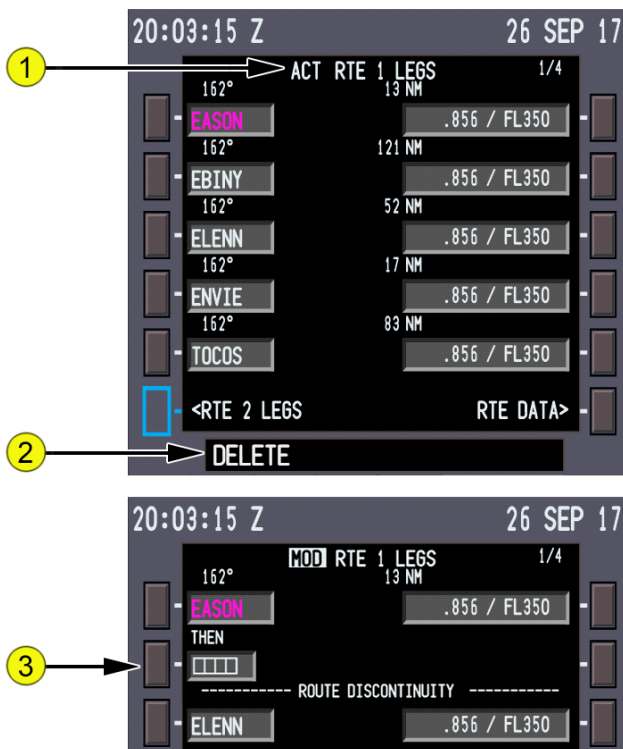 20:03:15 Z 26 SEP 17
1
ACT RTE 1 LEGS 1/4
162° 13 NM
EASON .856 / FL350
162° 121 NM
EBINY .856 / FL350
162° 52 NM
ELENN .856 / FL350
162° 17 NM
ENVIE .856 / FL350
162° 83 NM
TOCOS .856 / FL350
<RTE 2 LEGS RTE DATA>
2
DELETE
20:03:15 Z 26 SEP 17
MOD RTE 1 LEGS 1/4
162° 13 NM
EASON .856 / FL350
THEN
3
□□□□
----------- ROUTE DISCONTINUITY -----------
ELENN .856 / FL350